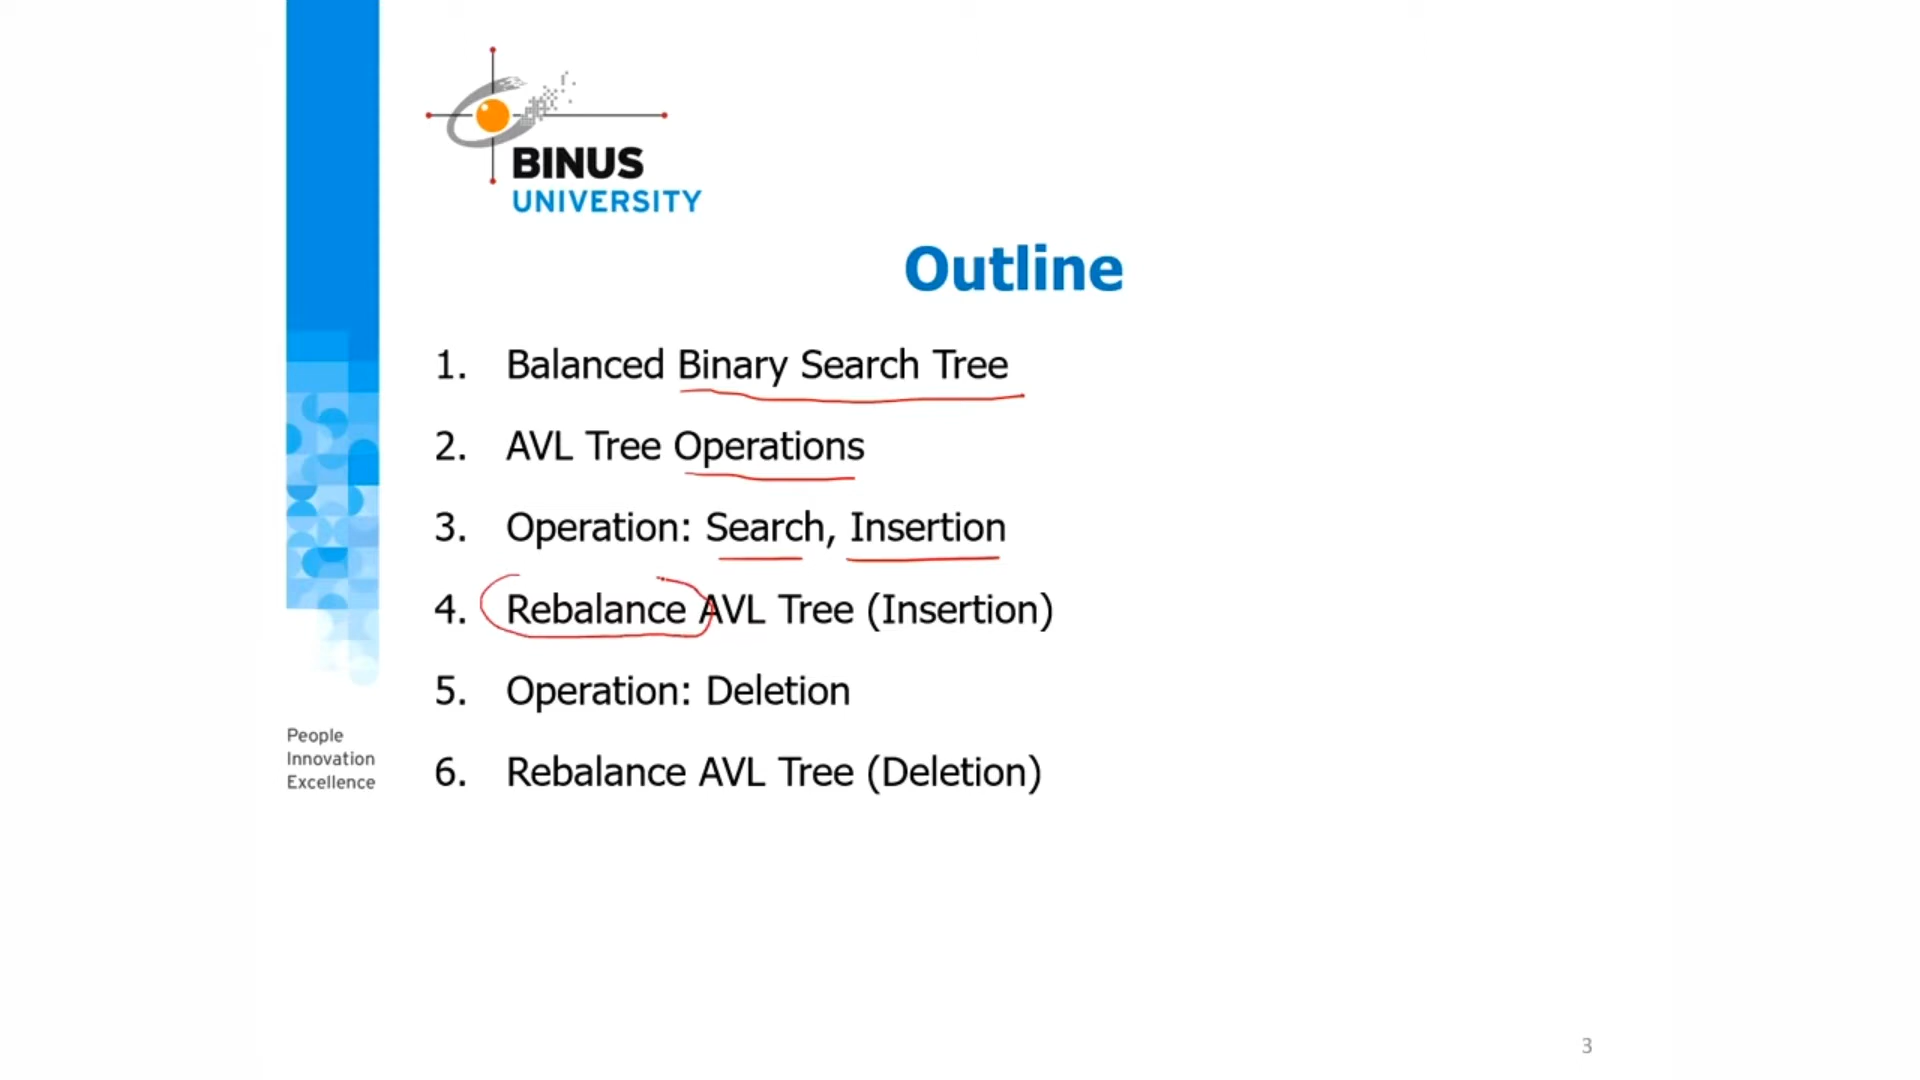 BINUS
UNIVERSITY
Outline
1. Balanced Binary Search Tree
2. AVL Tree Operations
3. Operation: Search, Insertion
4. Rebalance AVL Tree (Insertion)
5. Operation: Deletion
6. Rebalance AVL Tree (Deletion)
People
Innovation
Excellence
3